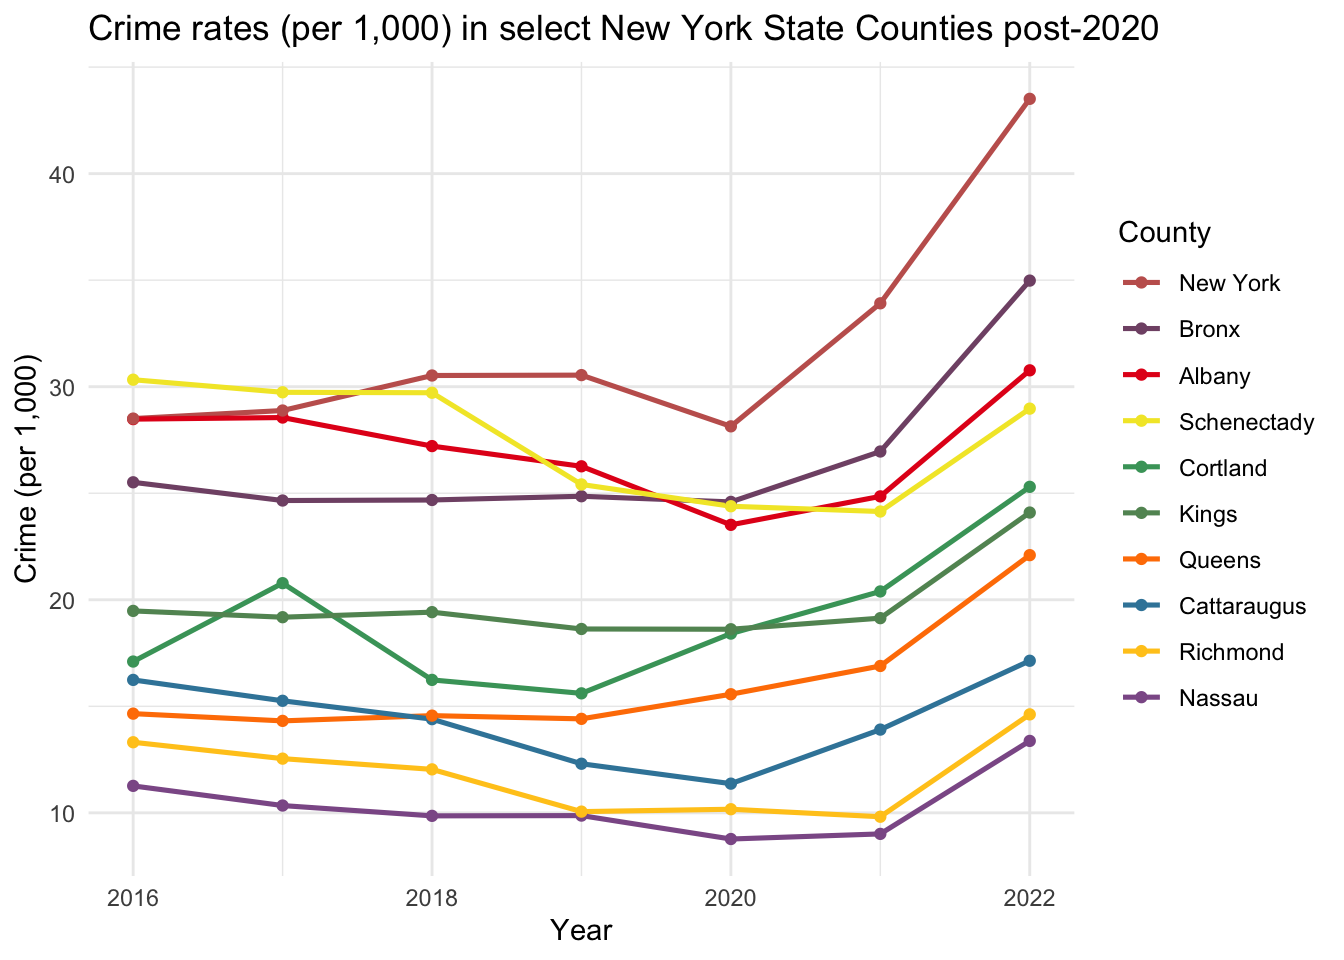 Crime rates (per 1,000) in select New York State Counties post-2020
Crime (per 1,000)
40
30
20
10
2016
2018
2020
2022
Year
County
New York
Bronx
Albany
Schenectady
Cortland
Kings
Queens
Cattaraugus
Richmond
Nassau